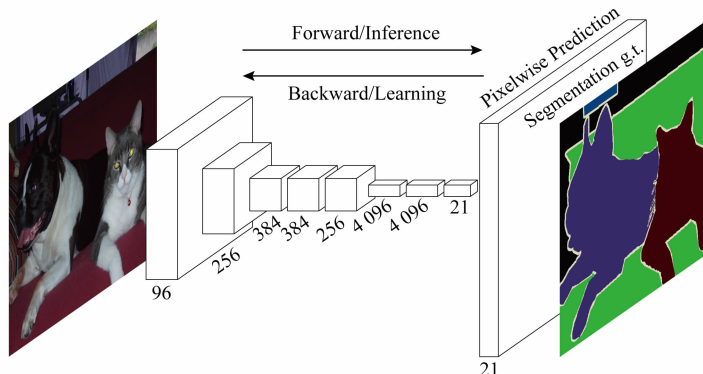 Forward/Inference
Backward/Learning
Pixelwise Prediction
Segmentation g.t.
96
256
384
384
256
4 096
4 096
21
21